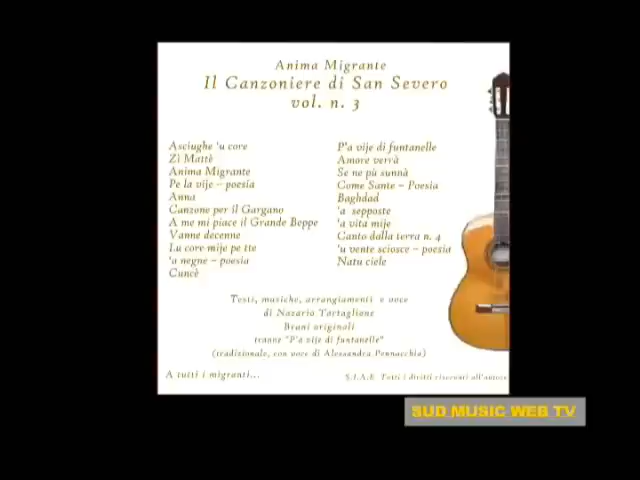 Anima Migrante
Il Canzoniere di San Severo
vol. n. 3
Asciughe 'u core
Zì Mattè
Anima Migrante
Pe la vije – poesia
Anna
Canzone per il Gargano
A me mi piace il Grande Beppe
Vanne decenne
Lu core mije pe tte
'a negne – poesia
Cuncè
P'a vije di funtanelle
Amore verrà
Se ne pù sunnà
Come Sante – Poesia
Baghdad
'a sepposte
'a vita mije
Canto dalla terra n. 4
'u vente sciosce – poesia
Natu ciele
Testi, musiche, arrangiamenti e voce
di Nazario Tartaglione
Brani originali
tranne "P'a vije di funtanelle"
(tradizionale, con voce di Alessandra Pennacchia)
A tutti i migranti...
S.I.A.E. Tutti i diritti riservati all'autore
SUD MUSIC WEB TV